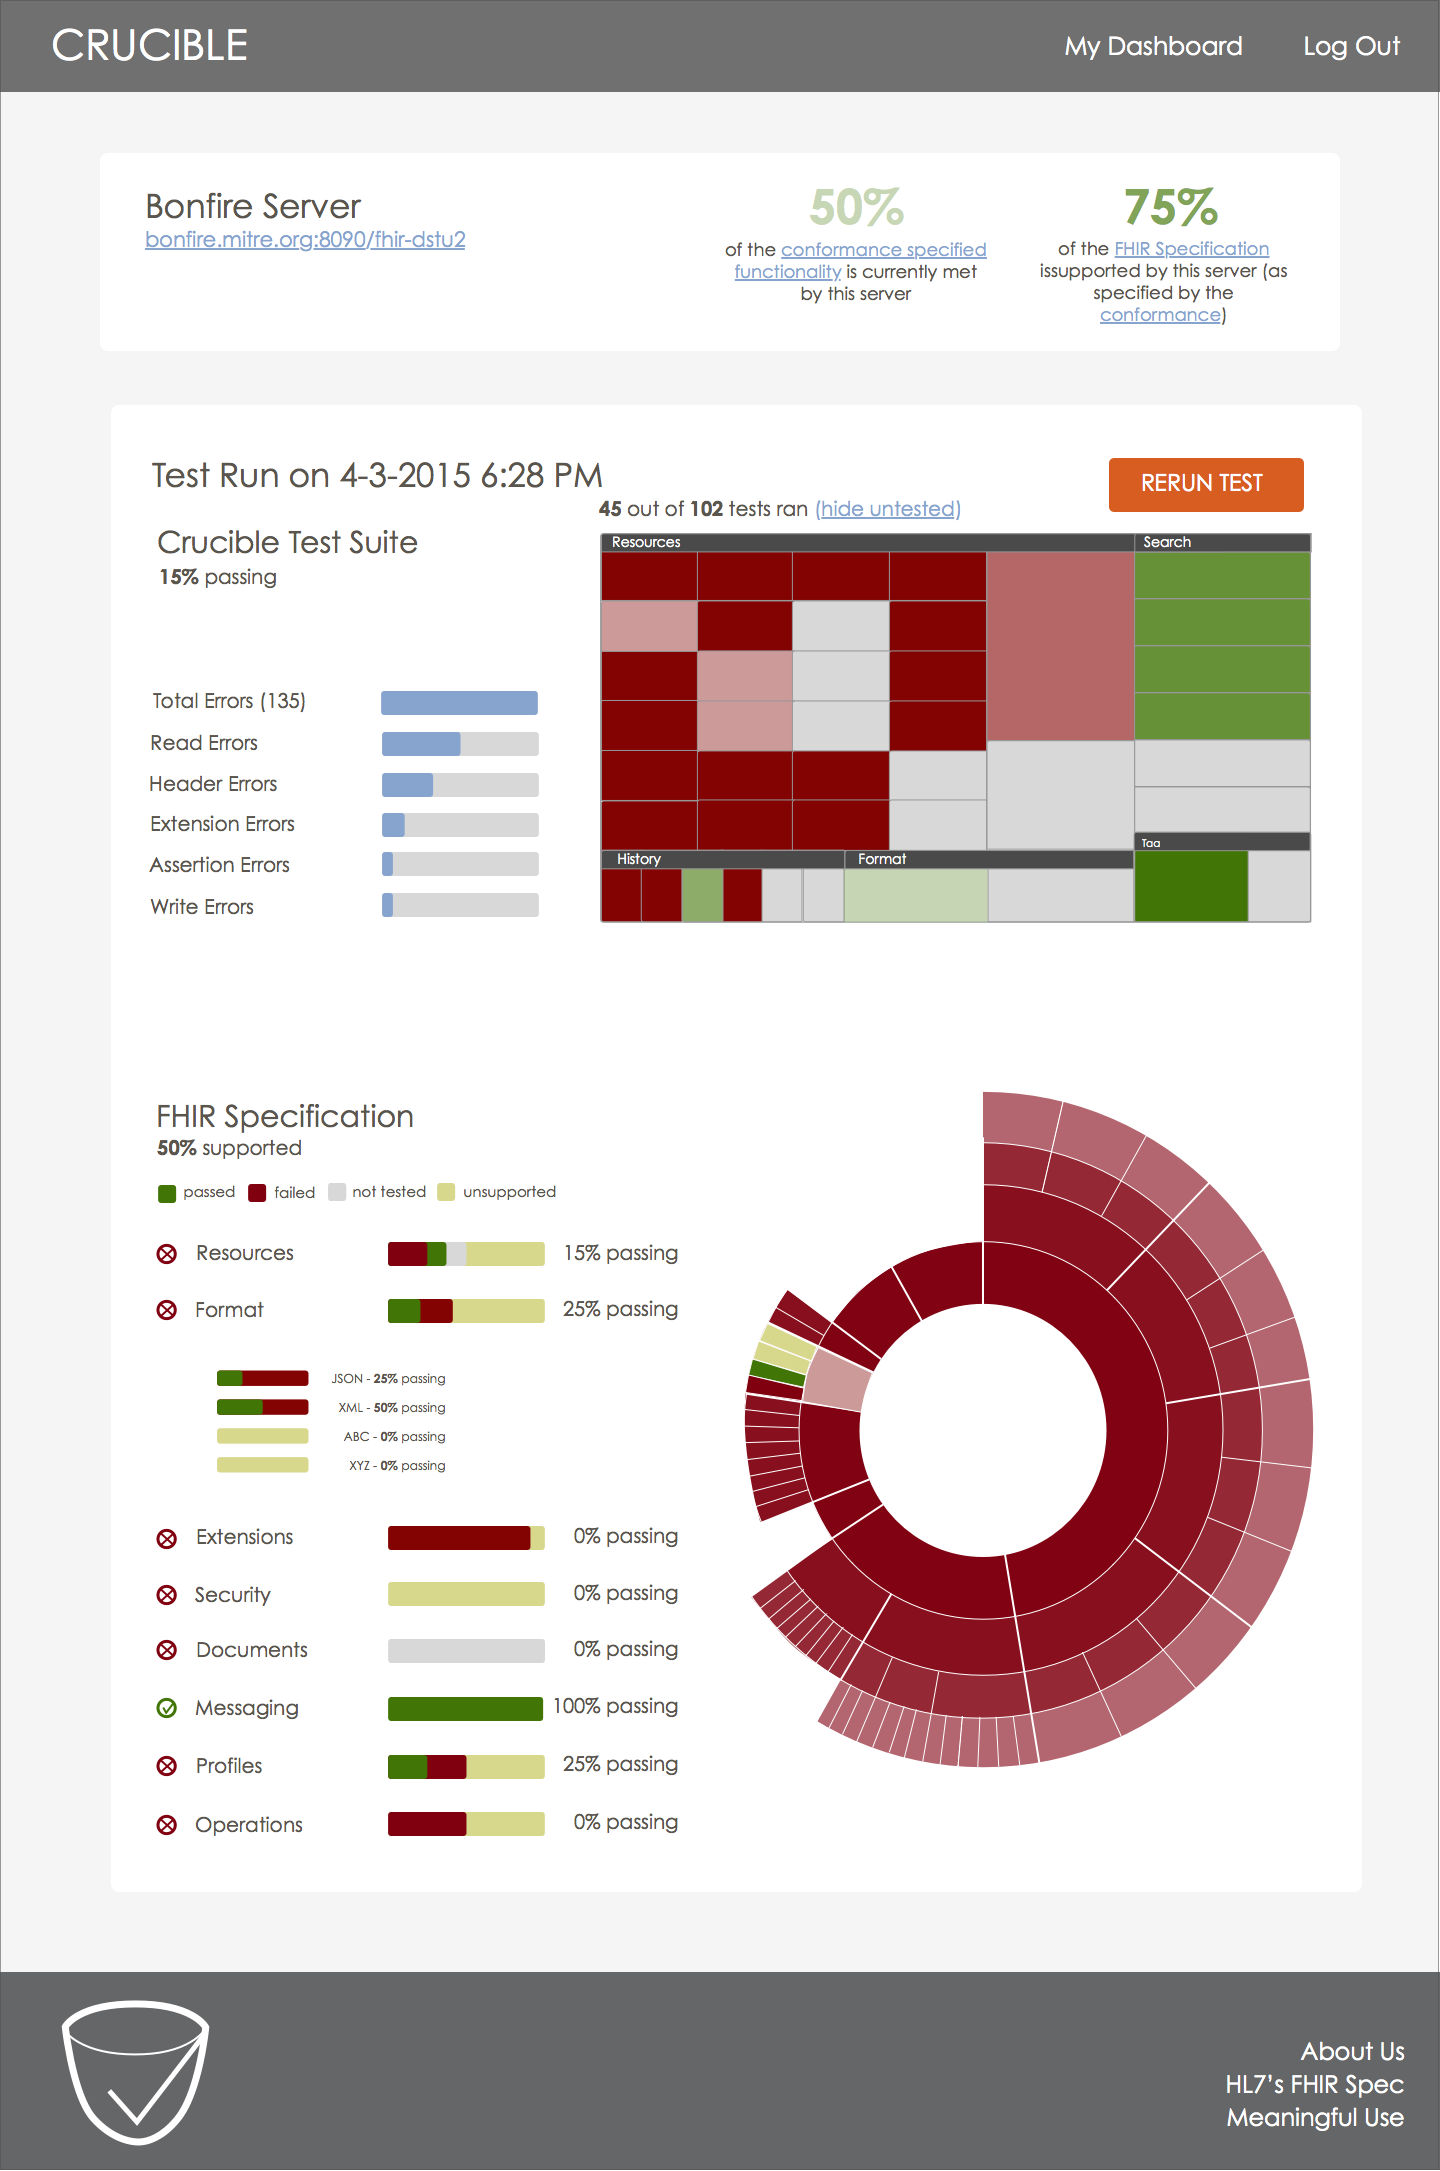 CRUCIBLE
My Dashboard
Log Out
Bonfire Server
bonfire.mitre.org:8090/fhir-dstu2
50%
of the conformance specified
functionality is currently met
by this server
75%
of the FHIR Specification
issupported by this server (as
specified by the
conformance)
Test Run on 4-3-2015 6:28 PM
RERUN TEST
45 out of 102 tests ran (hide untested)
Crucible Test Suite
15% passing
Total Errors (135)
Read Errors
Header Errors
Extension Errors
Assertion Errors
Write Errors
Resources
Search
History
Format
Tag
FHIR Specification
50% supported
passed
failed
not tested
unsupported
Resources 15% passing
Format 25% passing
JSON - 25% passing
XML - 50% passing
ABC - 0% passing
XYZ - 0% passing
Extensions 0% passing
Security 0% passing
Documents 0% passing
Messaging 100% passing
Profiles 25% passing
Operations 0% passing
About Us
HL7’s FHIR Spec
Meaningful Use